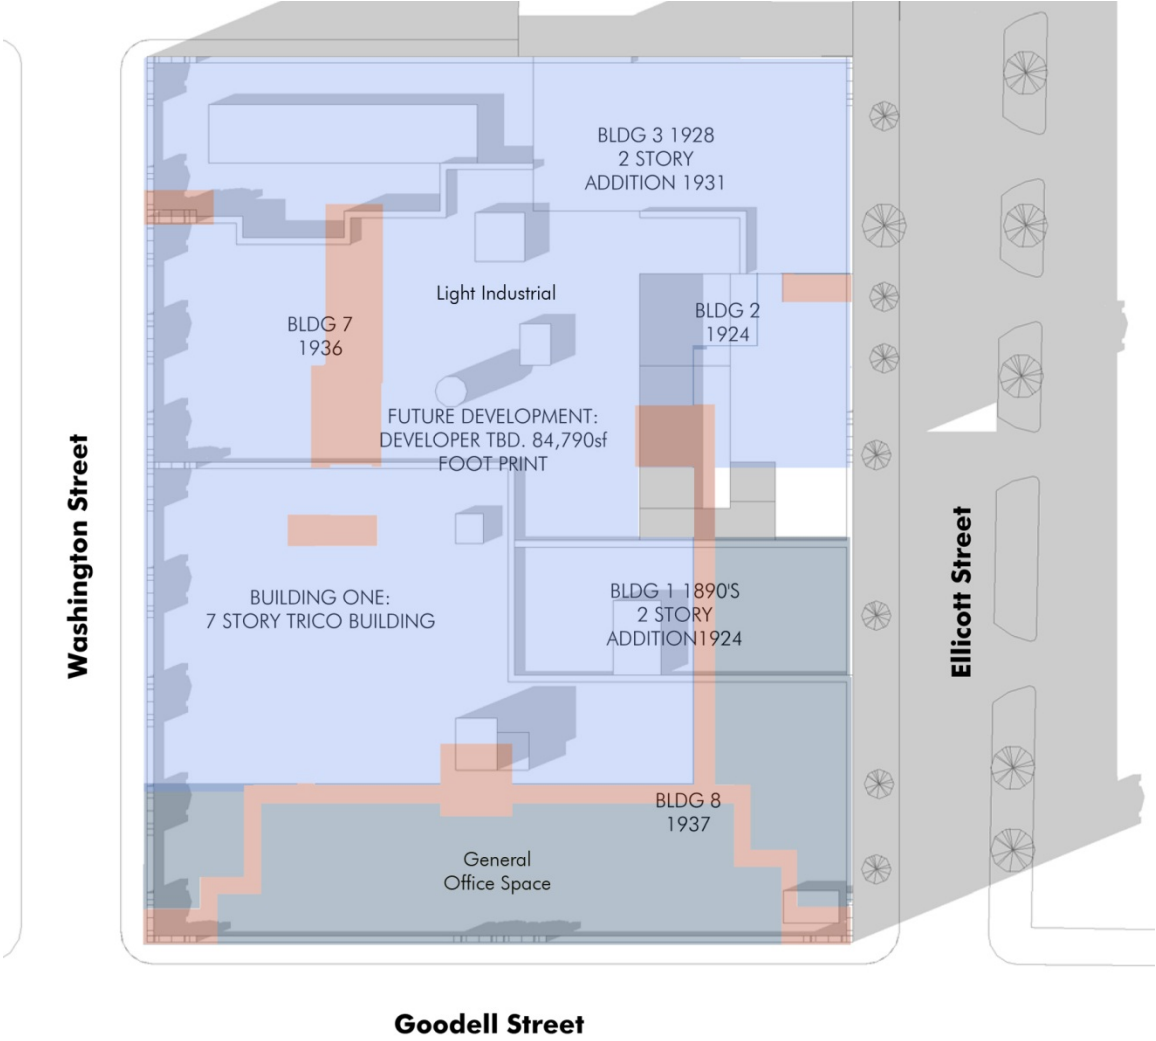 BLDG 3 1928
2 STORY
ADDITION 1931
Light Industrial
BLDG 2
1924
BLDG 7
1936
FUTURE DEVELOPMENT:
DEVELOPER TBD. 84,790sf
FOOT PRINT
Washington Street
Ellicott Street
BUILDING ONE:
7 STORY TRICO BUILDING
BLDG 1 1890'S
2 STORY
ADDITION1924
BLDG 8
1937
General
Office Space
Goodell Street